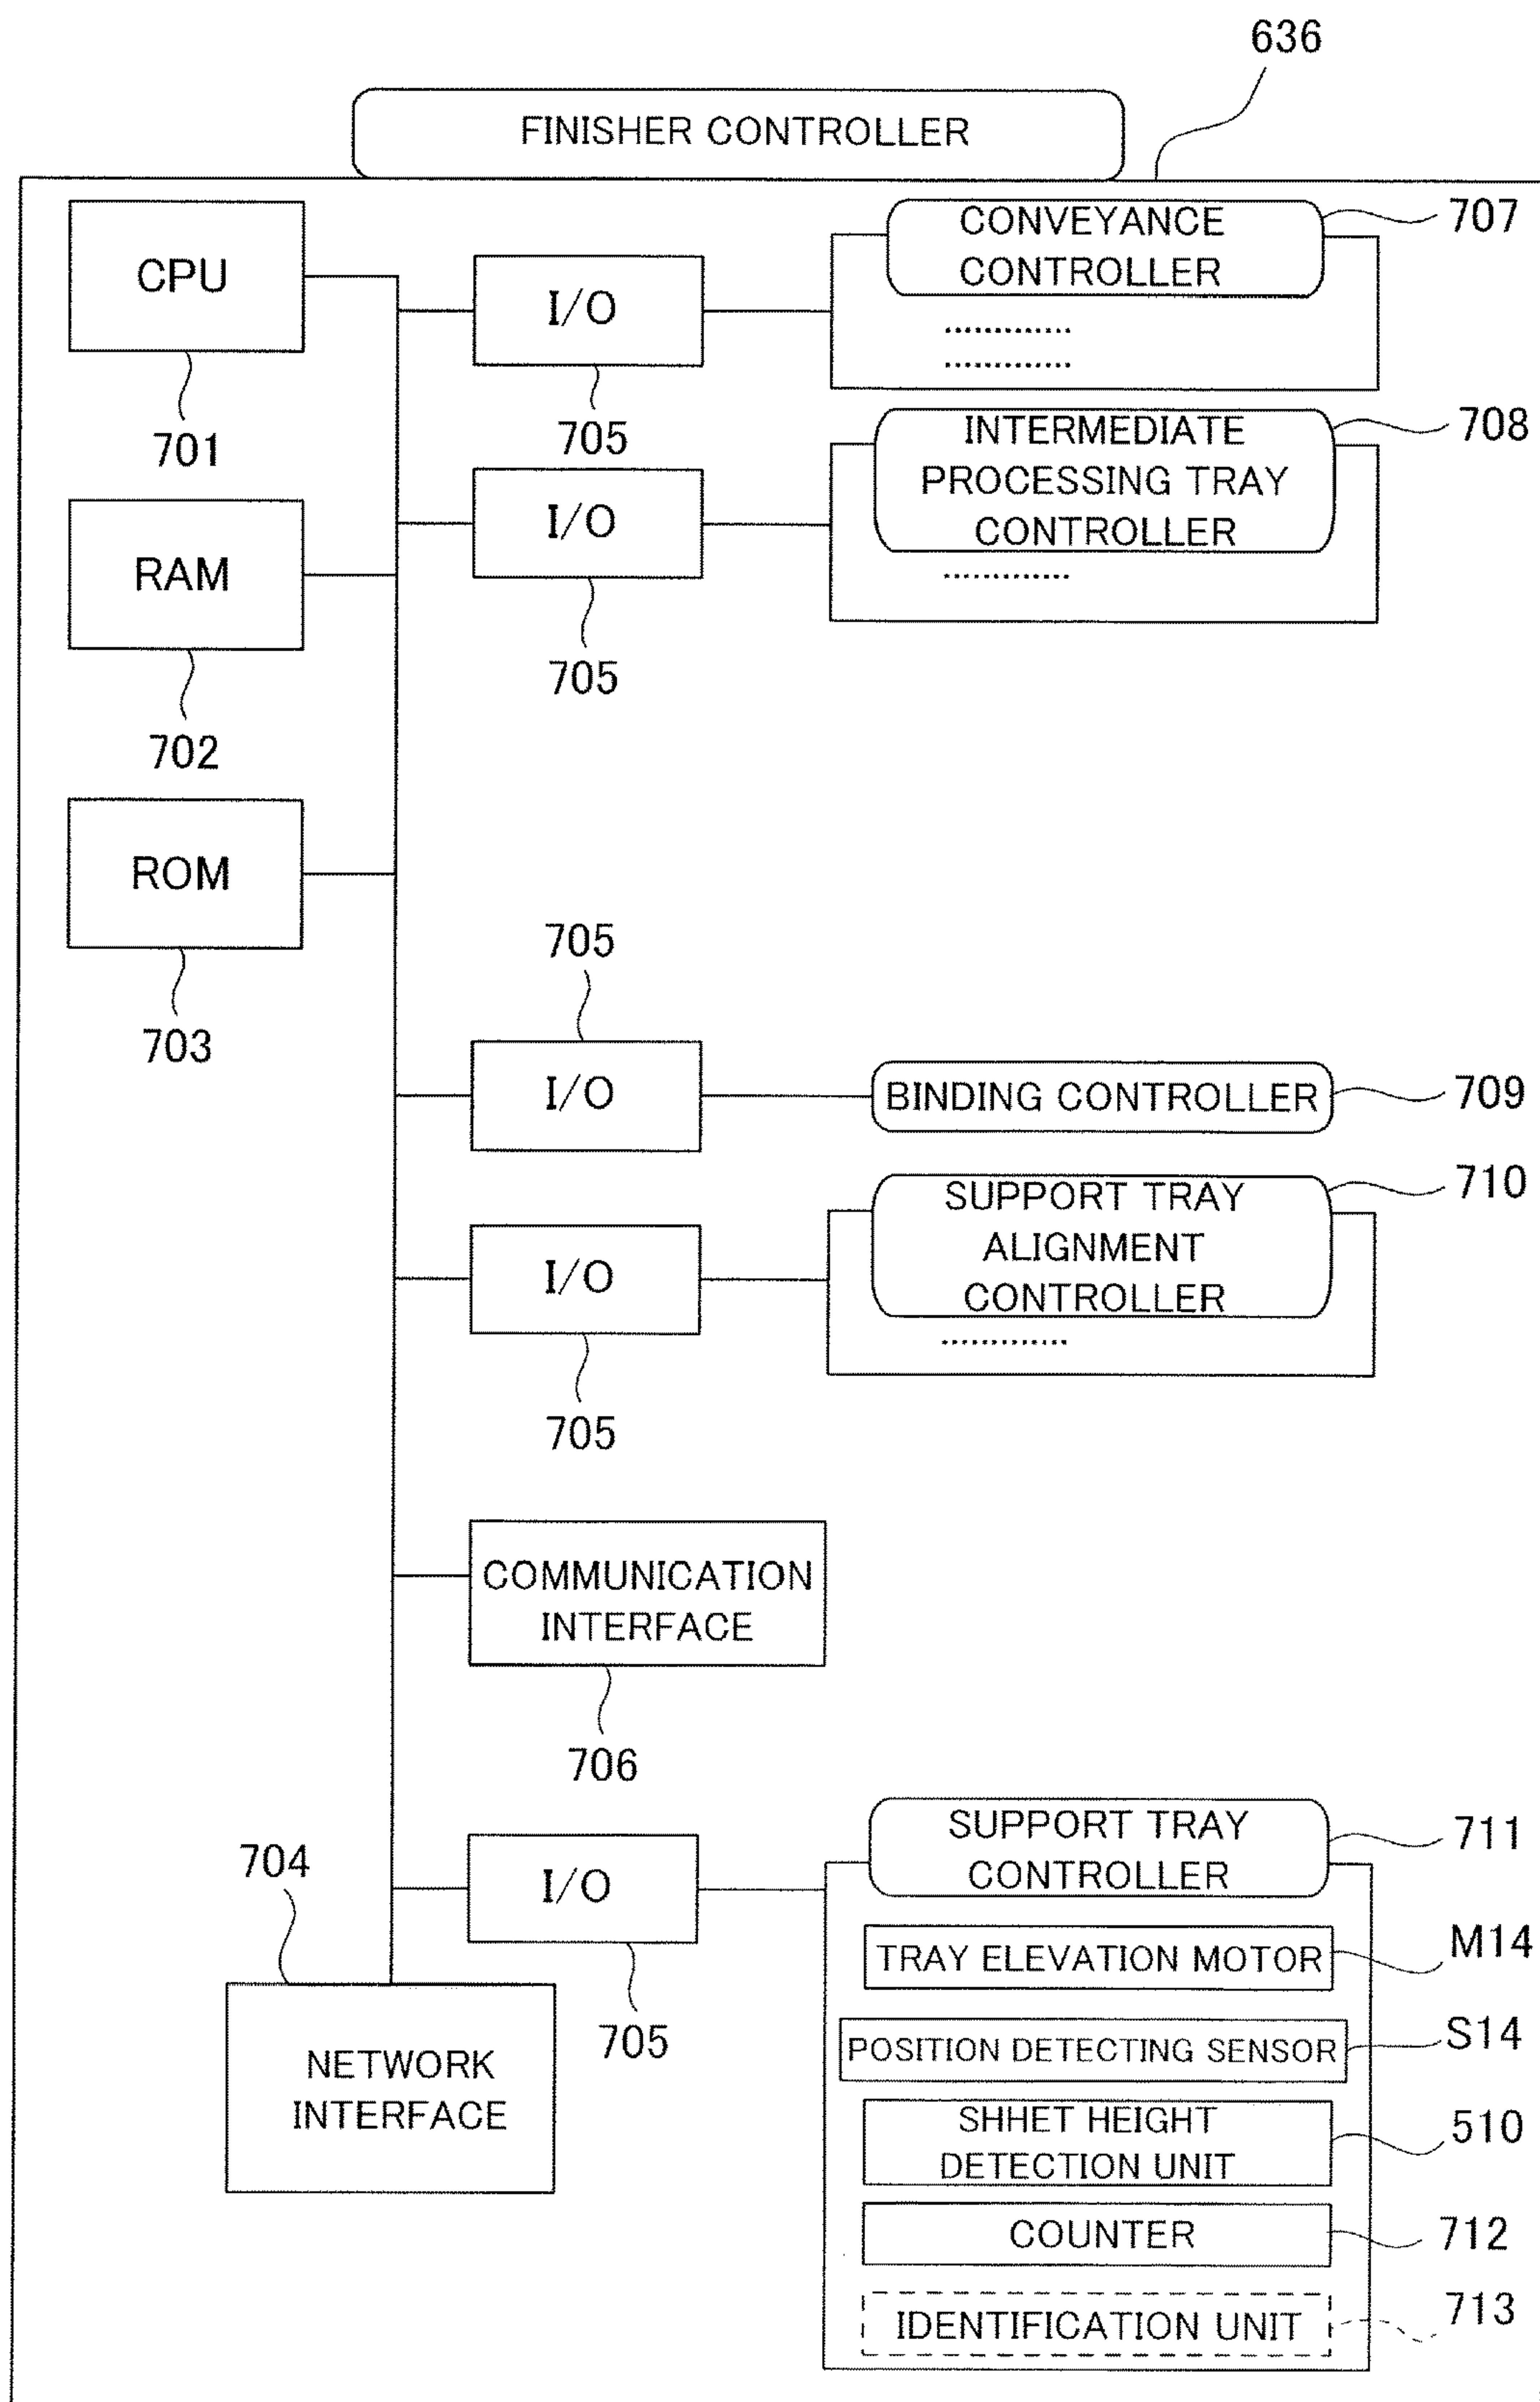 636
FINISHER CONTROLLER
CPU
701
RAM
702
ROM
703
I/O
705
CONVEYANCE
CONTROLLER
707
.............
.............
I/O
705
INTERMEDIATE
PROCESSING TRAY
CONTROLLER
708
.............
705
I/O
BINDING CONTROLLER
709
I/O
705
SUPPORT TRAY
ALIGNMENT
CONTROLLER
710
.............
COMMUNICATION
INTERFACE
706
704
NETWORK
INTERFACE
I/O
705
SUPPORT TRAY
CONTROLLER
711
TRAY ELEVATION MOTOR
M14
POSITION DETECTING SENSOR
S14
SHHET HEIGHT
DETECTION UNIT
510
COUNTER
712
IDENTIFICATION UNIT
713